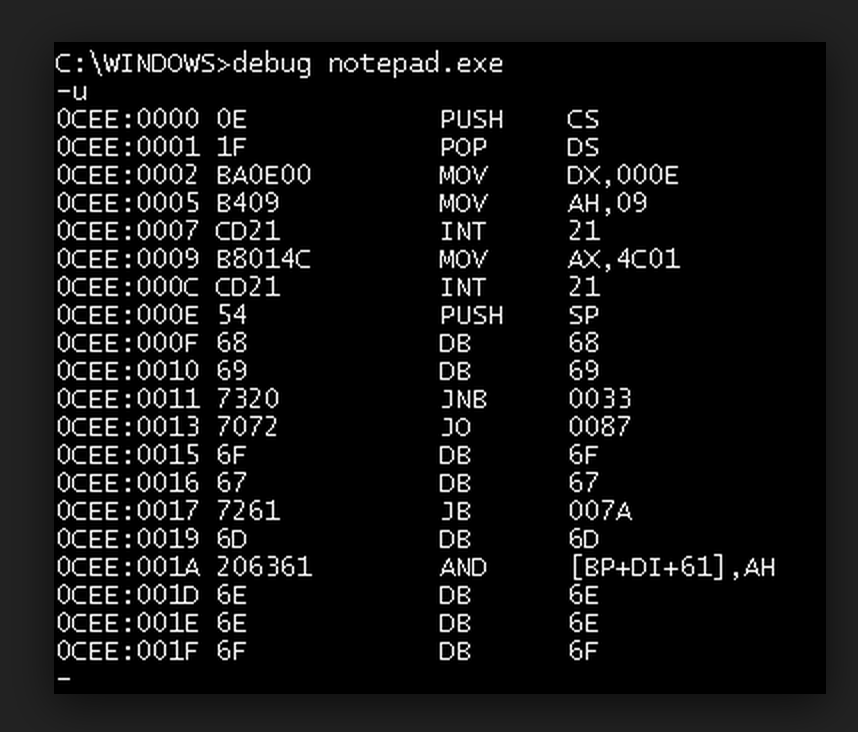 C:\WINDOWS>debug notepad.exe
-u
0CEE:0000 0E            PUSH    CS
0CEE:0001 1F            POP     DS
0CEE:0002 BA0E00        MOV     DX,000E
0CEE:0005 B409          MOV     AH,09
0CEE:0007 CD21          INT     21
0CEE:0009 B8014C        MOV     AX,4C01
0CEE:000C CD21          INT     21
0CEE:000E 54            PUSH    SP
0CEE:000F 68            DB      68
0CEE:0010 69            DB      69
0CEE:0011 7320          JNB     0033
0CEE:0013 7072          JO      0087
0CEE:0015 6F            DB      6F
0CEE:0016 67            DB      67
0CEE:0017 7261          JB      007A
0CEE:0019 6D            DB      6D
0CEE:001A 206361        AND     [BP+DI+61],AH
0CEE:001D 6E            DB      6E
0CEE:001E 6E            DB      6E
0CEE:001F 6F            DB      6F
-